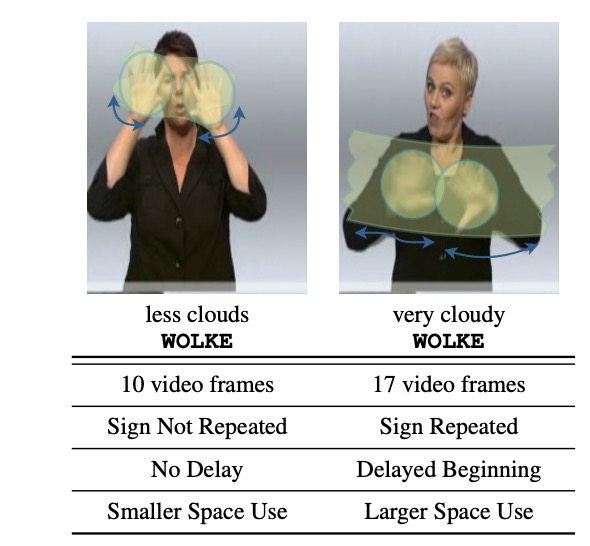 less clouds very cloudy
WOLKE WOLKE
10 video frames 17 video frames
Sign Not Repeated Sign Repeated
No Delay Delayed Beginning
Smaller Space Use Larger Space Use